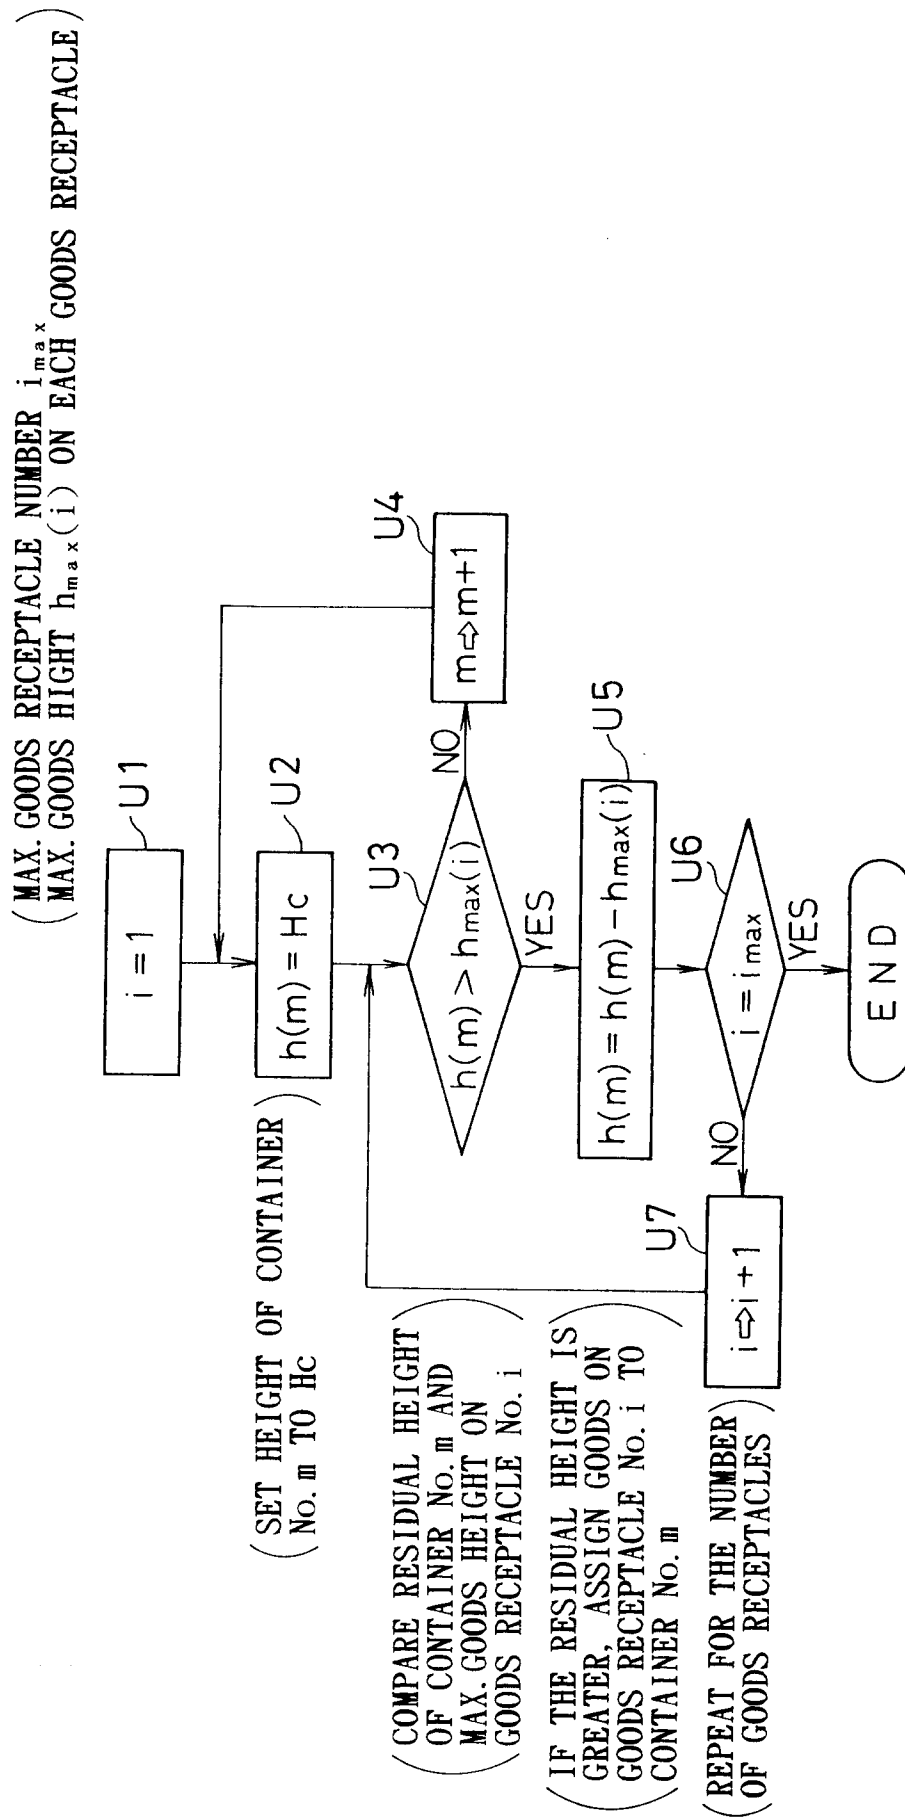 (MAX.GOODS RECEPTACLE NUMBER imax
MAX.GOODS HIGHT hmax(i) ON EACH GOODS RECEPTACLE)
i=1
U1
(SET HEIGHT OF CONTAINER
No.m TO Hc)
h(m)=Hc
U2
(COMPARE RESIDUAL HEIGHT
OF CONTAINER No.m AND
MAX.GOODS HEIGHT ON
GOODS RECEPTACLE No.i)
h(m)>hmax(i)
U3
NO
m⇨m+1
U4
YES
(IF THE RESIDUAL HEIGHT IS
GREATER, ASSIGN GOODS ON
GOODS RECEPTACLE No.i TO
CONTAINER No.m)
h(m)=h(m)-hmax(i)
U5
i=imax
U6
NO
YES
(REPEAT FOR THE NUMBER
OF GOODS RECEPTACLES)
i⇨i+1
U7
END